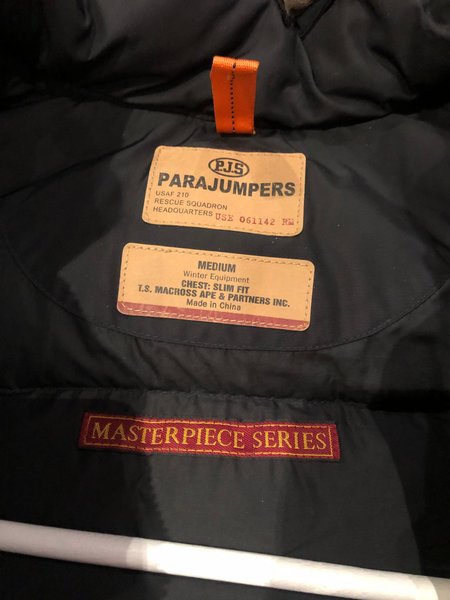 P.J.S
PARAJUMPERS
USAF 210
RESCUE SQUADRON
HEADQUARTERS USE 061142 RM
MEDIUM
Winter Equipment
CHEST: SLIM FIT
T.S. MACROSS APE & PARTNERS INC.
Made in China
MASTERPIECE SERIES